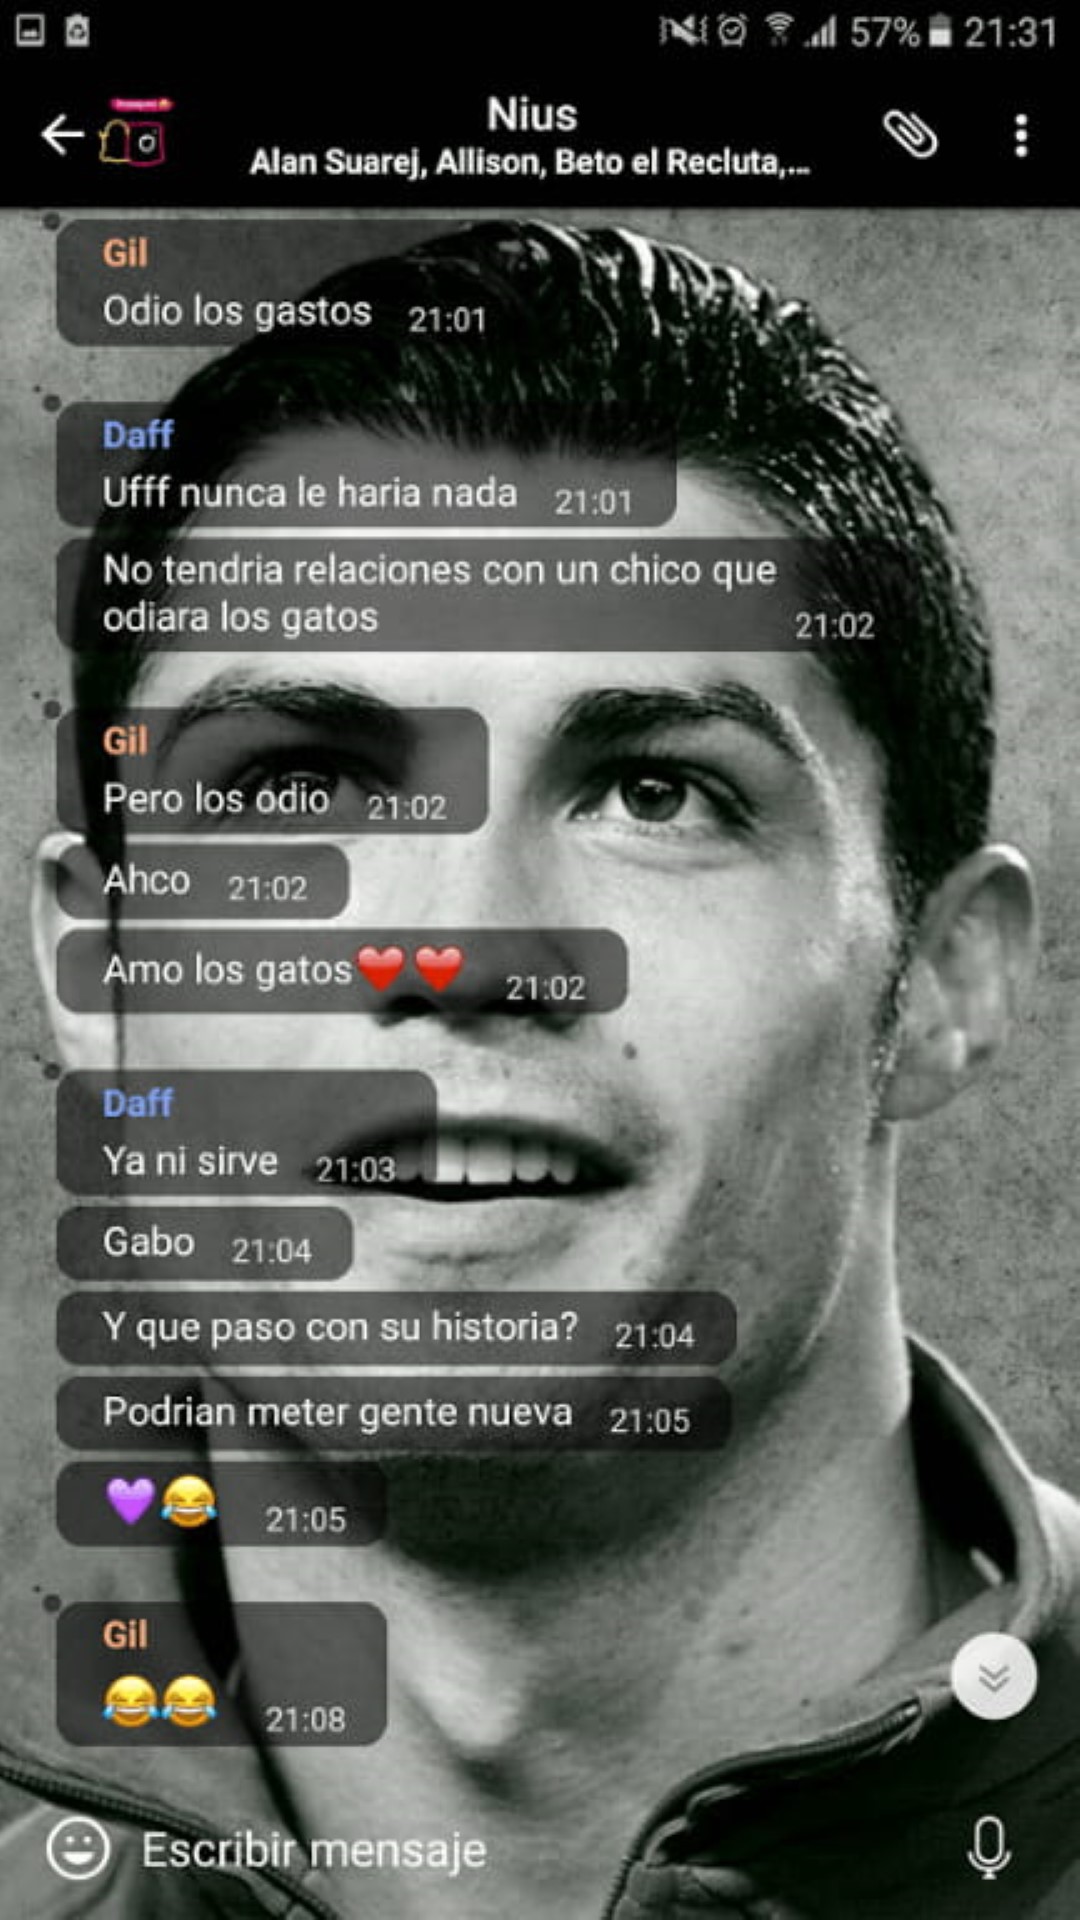 57% 21:31
Nius
Alan Suarej, Allison, Beto el Recluta,...
Gil
Odio los gastos 21:01
Daff
Ufff nunca le haria nada 21:01
No tendria relaciones con un chico que
odiara los gatos 21:02
Gil
Pero los odio 21:02
Ahco 21:02
Amo los gatos❤️❤️ 21:02
Daff
Ya ni sirve 21:03
Gabo 21:04
Y que paso con su historia? 21:04
Podrian meter gente nueva 21:05
💜😂 21:05
Gil
😂😂 21:08
Escribir mensaje